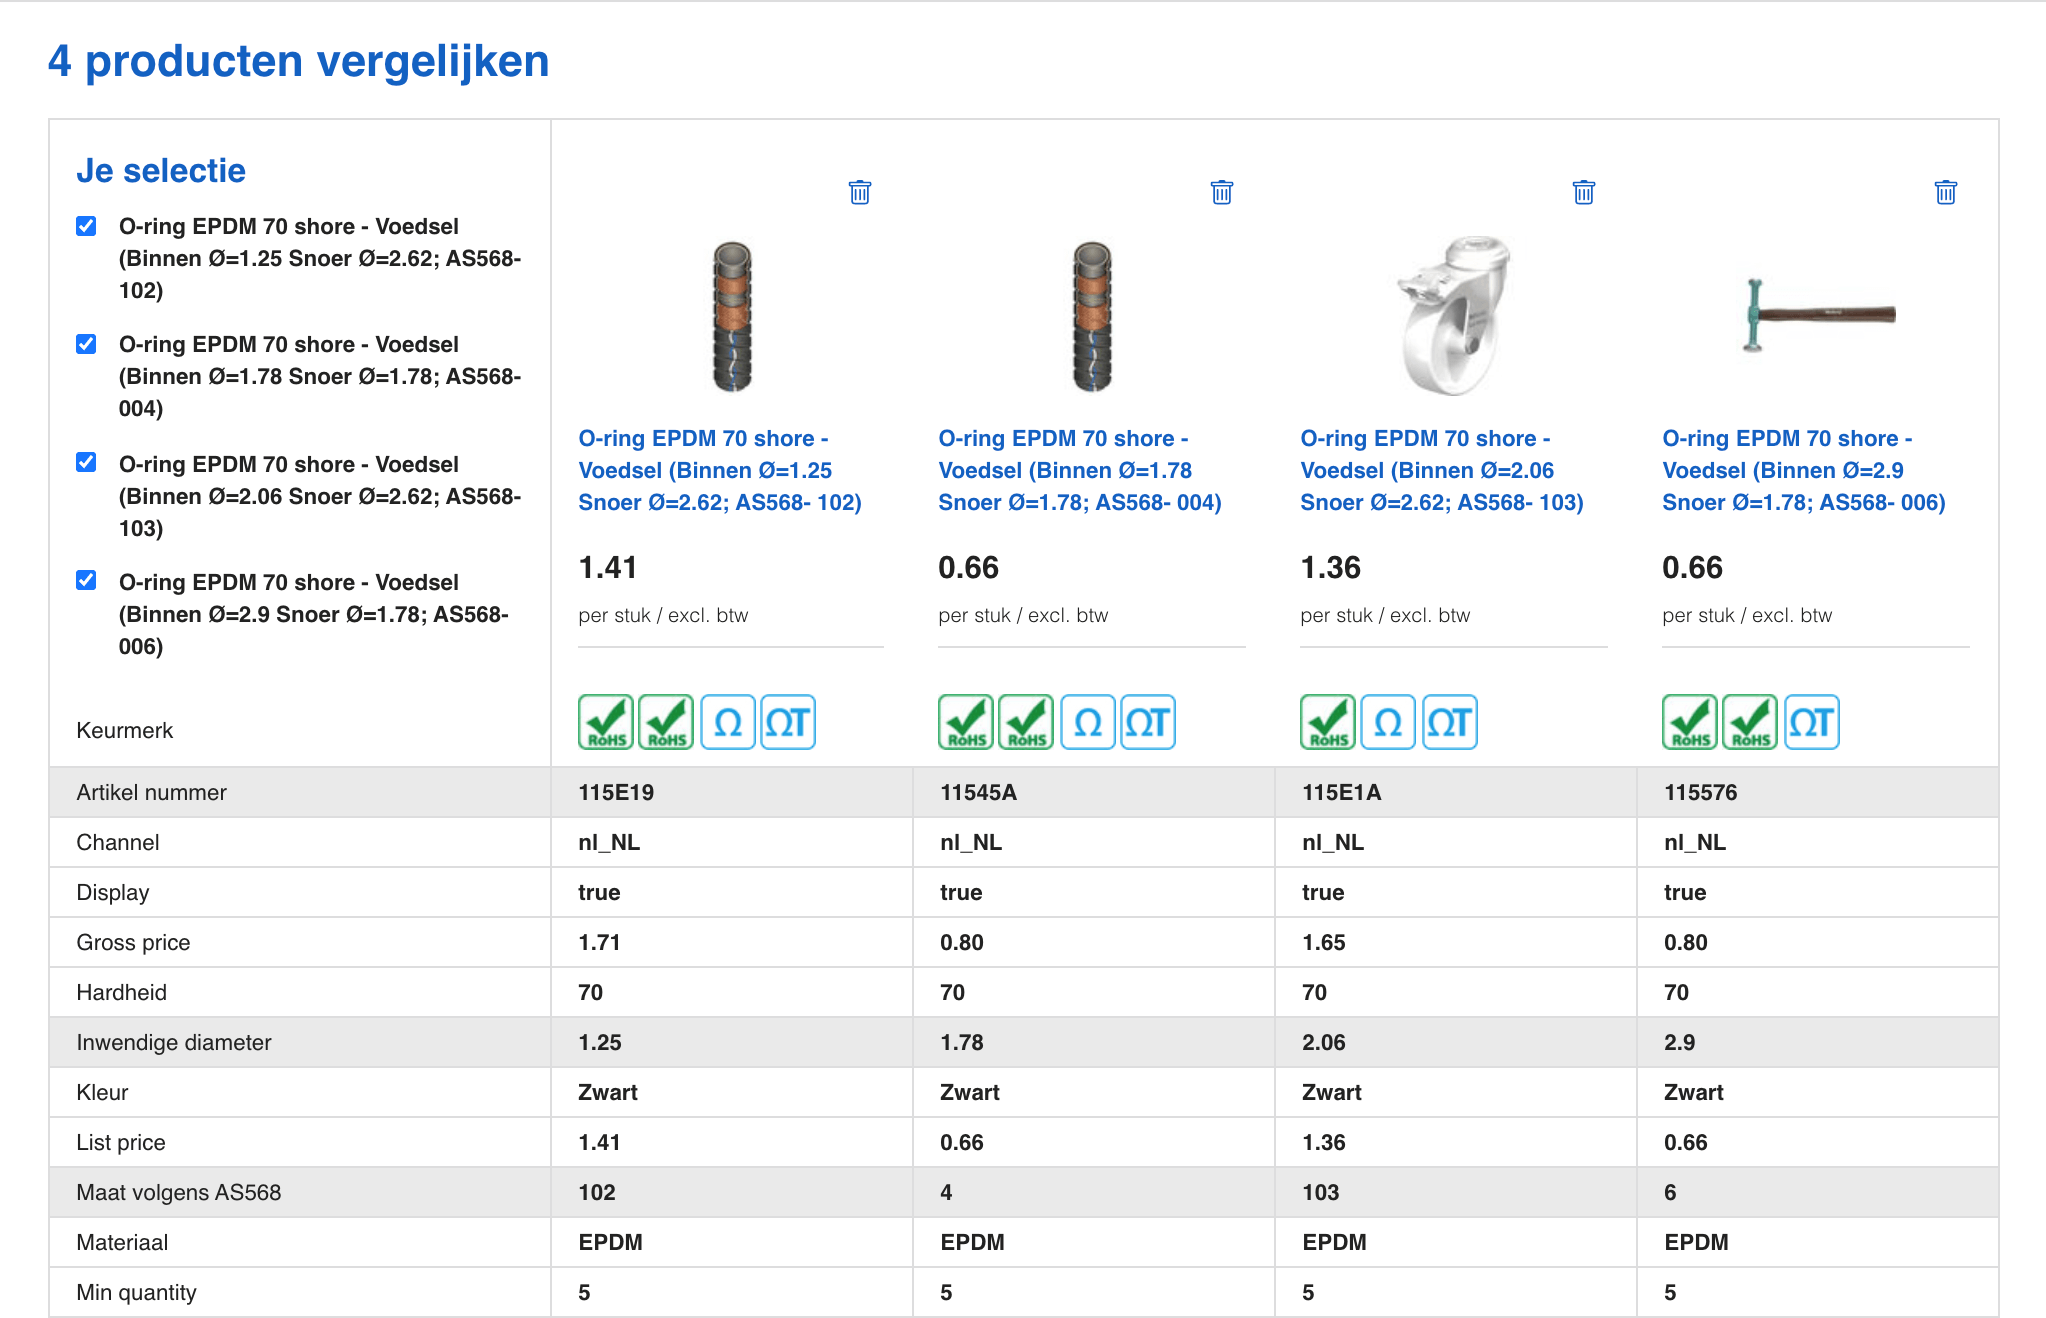 4 producten vergelijken
Je selectie
O-ring EPDM 70 shore - Voedsel
(Binnen Ø=1.25 Snoer Ø=2.62; AS568-
102)
O-ring EPDM 70 shore - Voedsel
(Binnen Ø=1.78 Snoer Ø=1.78; AS568-
004)
O-ring EPDM 70 shore - Voedsel
(Binnen Ø=2.06 Snoer Ø=2.62; AS568-
103)
O-ring EPDM 70 shore - Voedsel
(Binnen Ø=2.9 Snoer Ø=1.78; AS568-
006)
O-ring EPDM 70 shore -
Voedsel (Binnen Ø=1.25
Snoer Ø=2.62; AS568- 102)
1.41
per stuk / excl. btw
O-ring EPDM 70 shore -
Voedsel (Binnen Ø=1.78
Snoer Ø=1.78; AS568- 004)
0.66
per stuk / excl. btw
O-ring EPDM 70 shore -
Voedsel (Binnen Ø=2.06
Snoer Ø=2.62; AS568- 103)
1.36
per stuk / excl. btw
O-ring EPDM 70 shore -
Voedsel (Binnen Ø=2.9
Snoer Ø=1.78; AS568- 006)
0.66
per stuk / excl. btw
Keurmerk RoHS RoHS Ω ΩT RoHS RoHS Ω ΩT RoHS Ω ΩT RoHS RoHS ΩT
Artikel nummer 115E19 11545A 115E1A 115576
Channel nl_NL nl_NL nl_NL nl_NL
Display true true true true
Gross price 1.71 0.80 1.65 0.80
Hardheid 70 70 70 70
Inwendige diameter 1.25 1.78 2.06 2.9
Kleur Zwart Zwart Zwart Zwart
List price 1.41 0.66 1.36 0.66
Maat volgens AS568 102 4 103 6
Materiaal EPDM EPDM EPDM EPDM
Min quantity 5 5 5 5